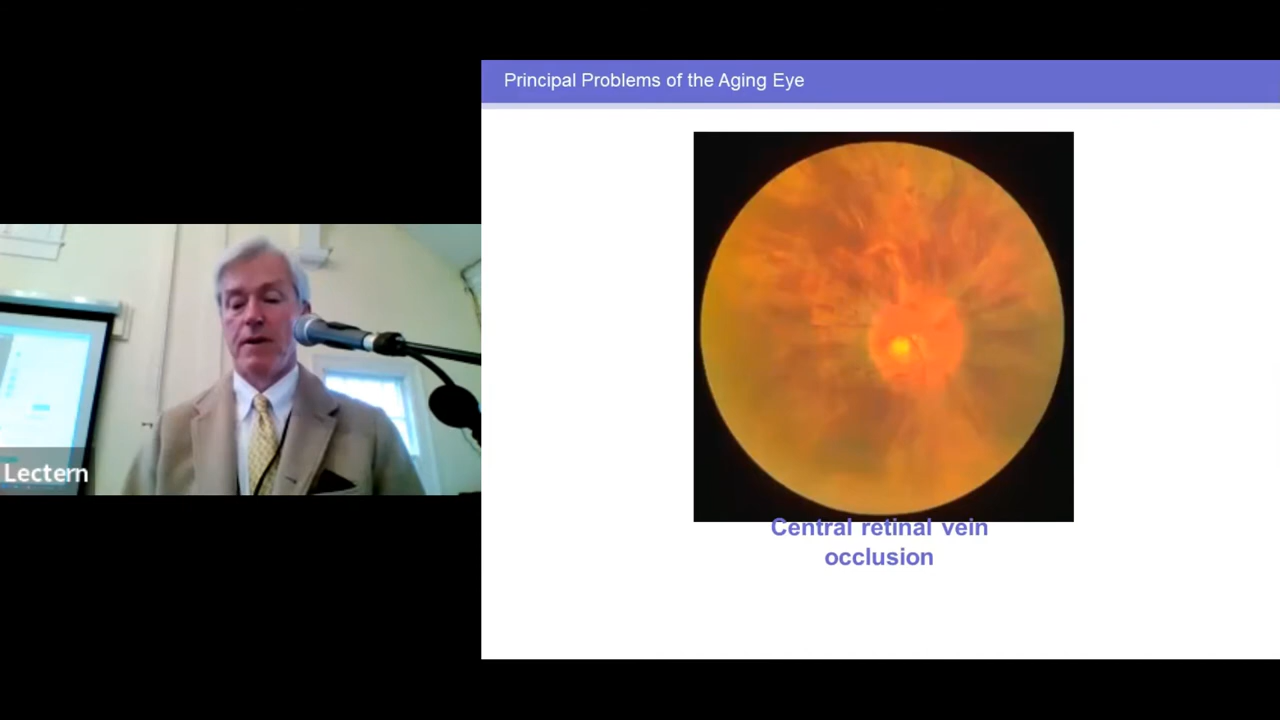 Principal Problems of the Aging Eye
Lectern
Central retinal vein
occlusion